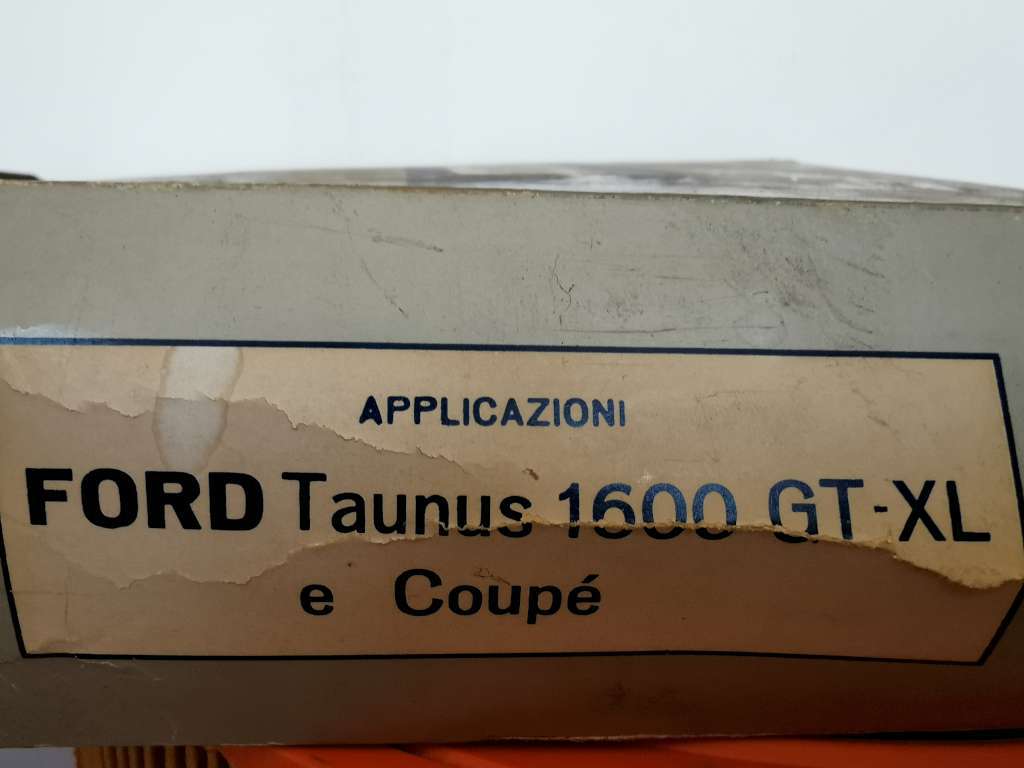 APPLICAZIONI
FORD Taunus 1600 GT-XL
e Coupé